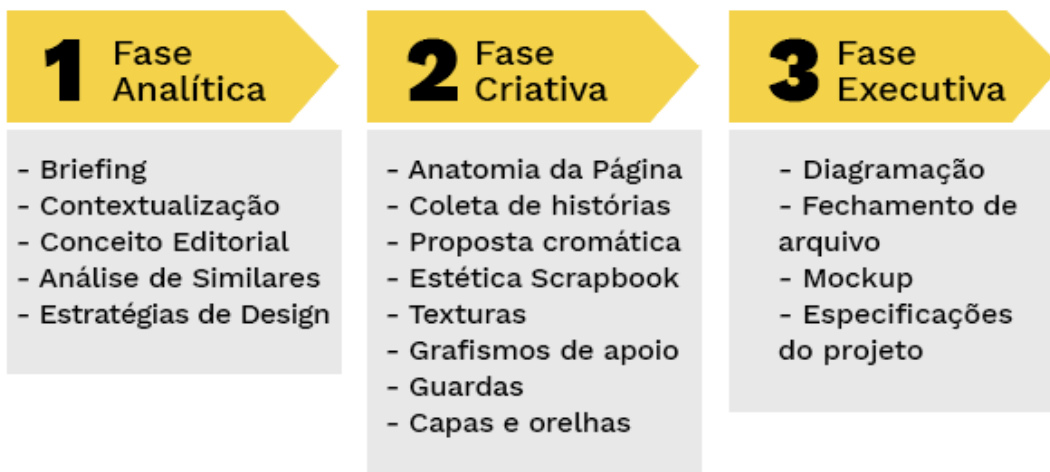 1 Fase
Analítica
- Briefing
- Contextualização
- Conceito Editorial
- Análise de Similares
- Estratégias de Design
2 Fase
Criativa
- Anatomia da Página
- Coleta de histórias
- Proposta cromática
- Estética Scrapbook
- Texturas
- Grafismos de apoio
- Guardas
- Capas e orelhas
3 Fase
Executiva
- Diagramação
- Fechamento de
arquivo
- Mockup
- Especificações
do projeto